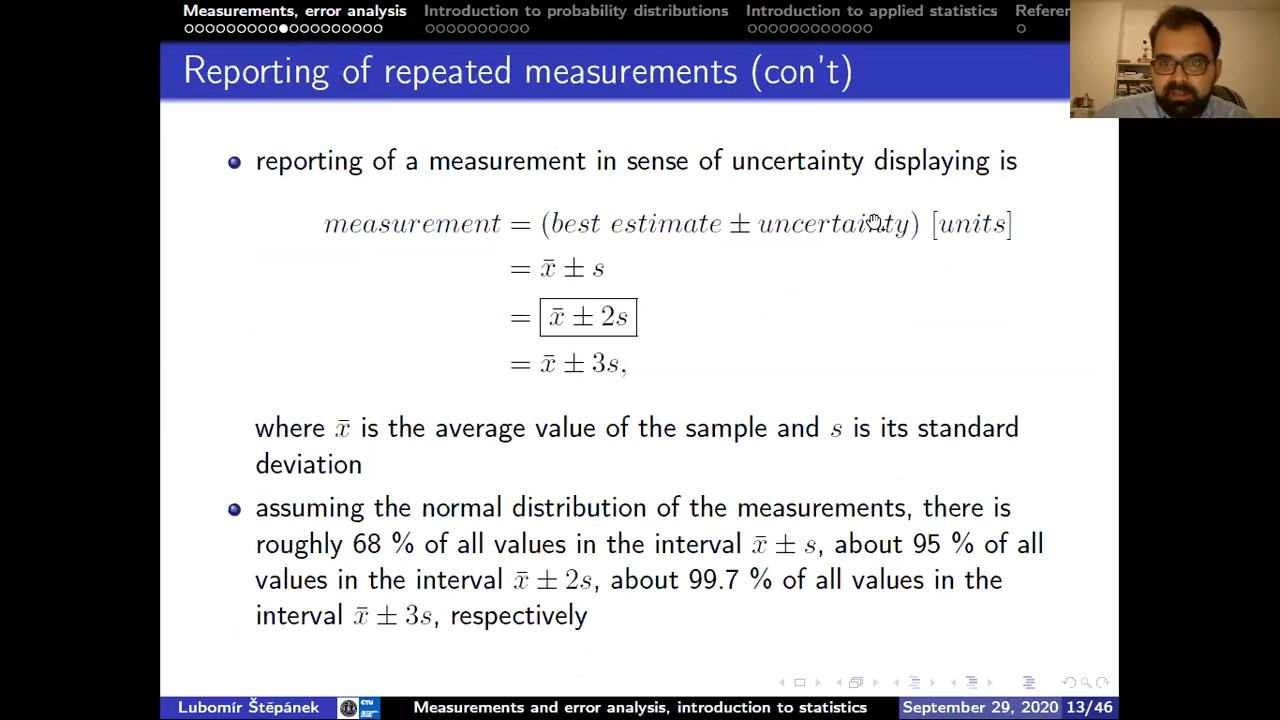 Measurements, error analysis Introduction to probability distributions Introduction to applied statistics Refere
Reporting of repeated measurements (con't)
reporting of a measurement in sense of uncertainty displaying is
measurement = (best estimate ± uncertainty) [units]
= x̄ ± s
= x̄ ± 2s
= x̄ ± 3s,
where x̄ is the average value of the sample and s is its standard
deviation
assuming the normal distribution of the measurements, there is
roughly 68 % of all values in the interval x̄ ± s, about 95 % of all
values in the interval x̄ ± 2s, about 99.7 % of all values in the
interval x̄ ± 3s, respectively
Lubomír Štěpánek CTU Measurements and error analysis, introduction to statistics September 29, 2020 13/46